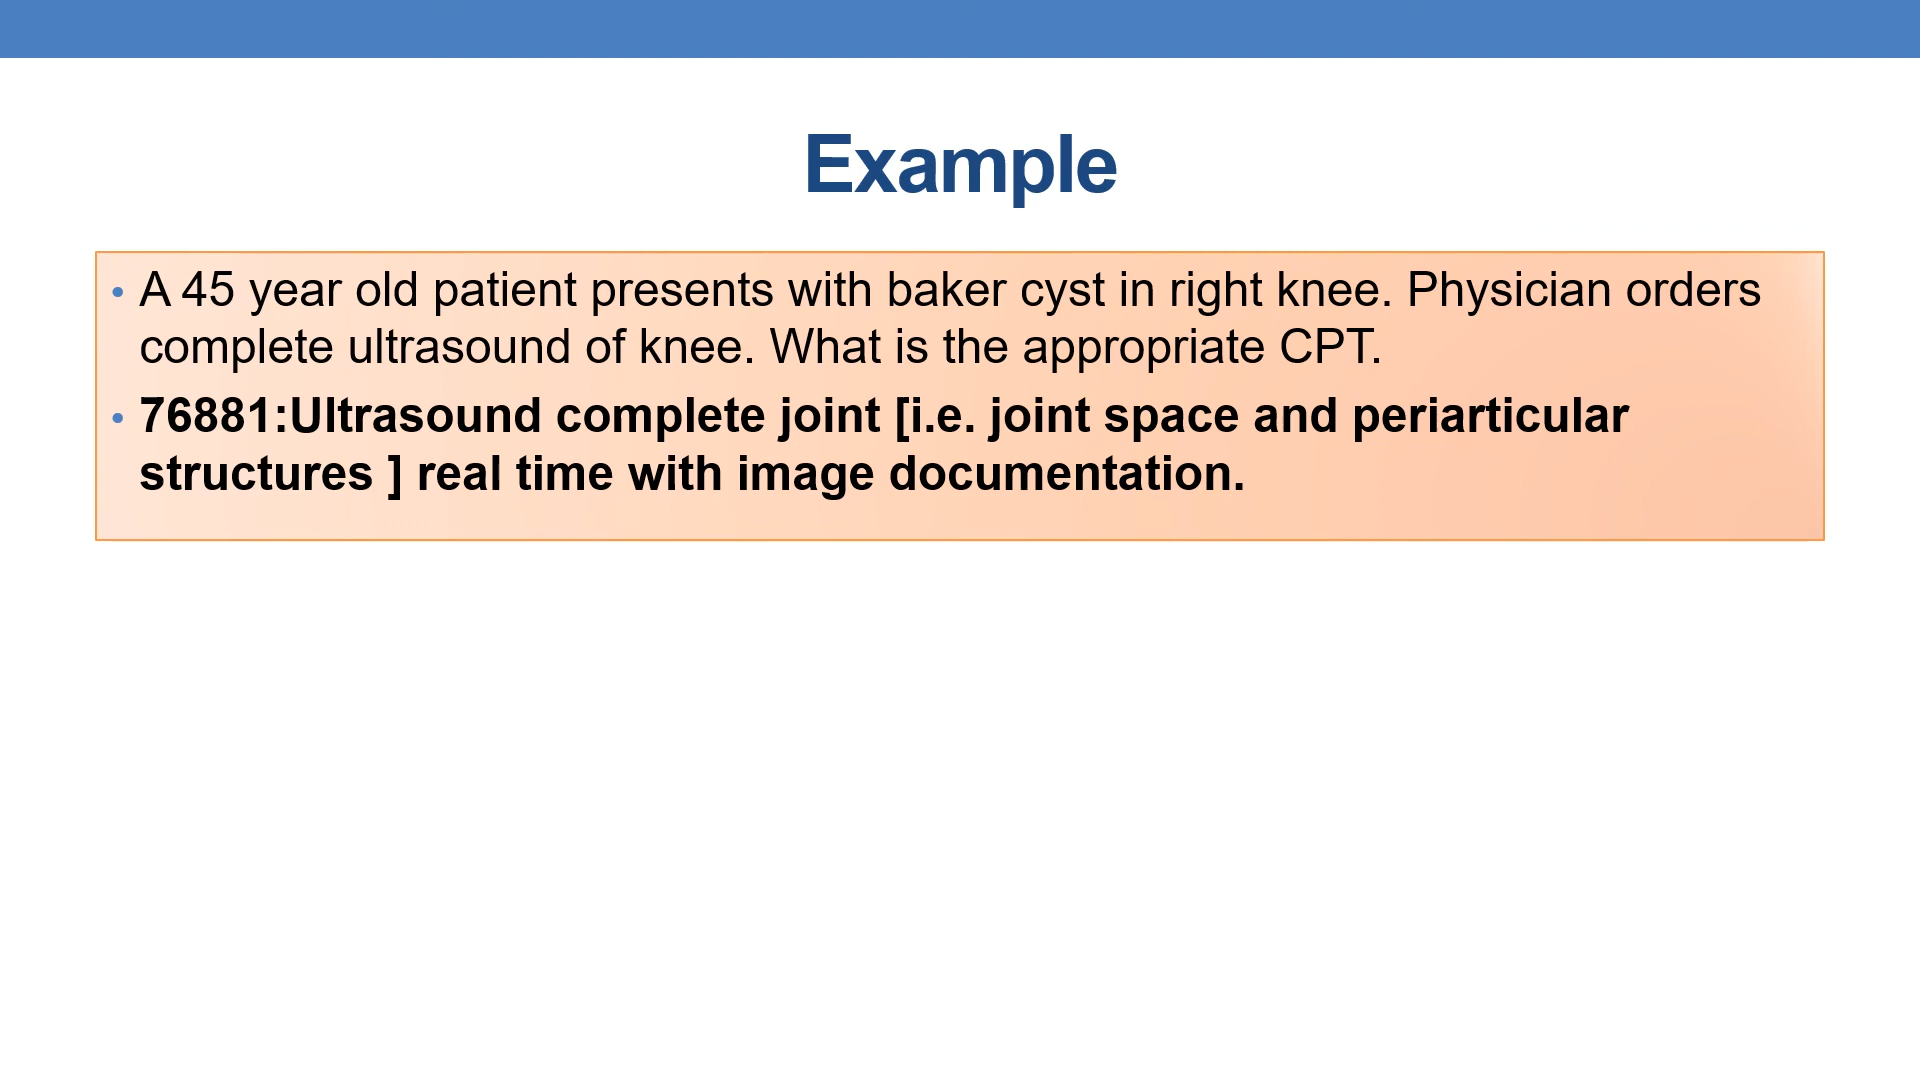 Example
• A 45 year old patient presents with baker cyst in right knee. Physician orders
complete ultrasound of knee. What is the appropriate CPT.
• 76881:Ultrasound complete joint [i.e. joint space and periarticular
structures ] real time with image documentation.